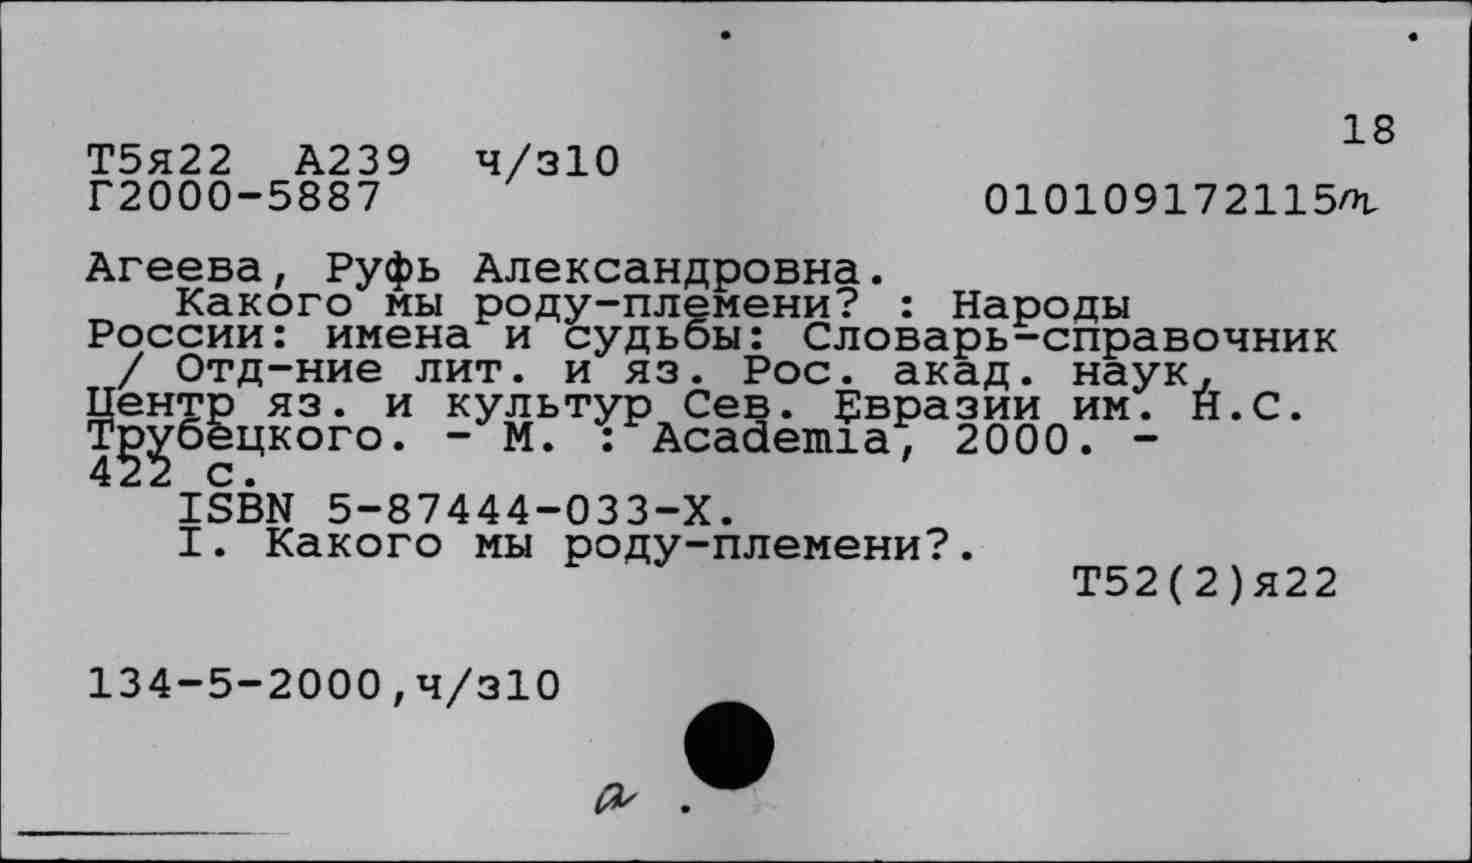 18
Т5я22 А239 ч/з10
Г2000-5887 010109172115
Агеева, Руфь Александровна.
Какого мы роду-племени? : Народы
России: имена и судьбы: Словарь-справочник
/ Отд-ние лит. и яз. Рос. акад. наук,
Центр яз. и культур Сев. Евразии им. Н.С.
Трубецкого. - М. : Academia, 2000. -
422 с.
ISBN 5-87444-033-X.
I. Какого мы роду-племени?.
Т52(2)я22
134-5-2000,ч/з10